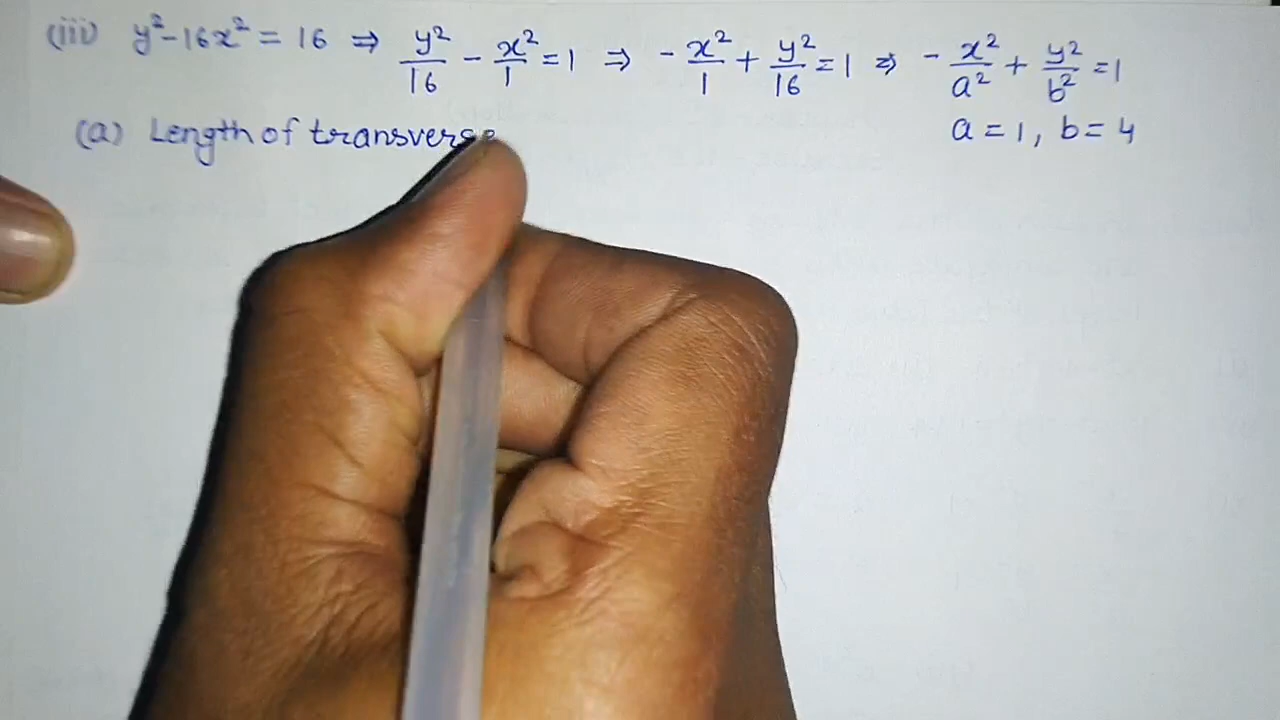 (iii) y² - 16x² = 16 ⇒ y²/16 - x²/1 = 1 ⇒ - x²/1 + y²/16 = 1 ⇒ - x²/a² + y²/b² = 1
(a) Length of transverse a = 1, b = 4